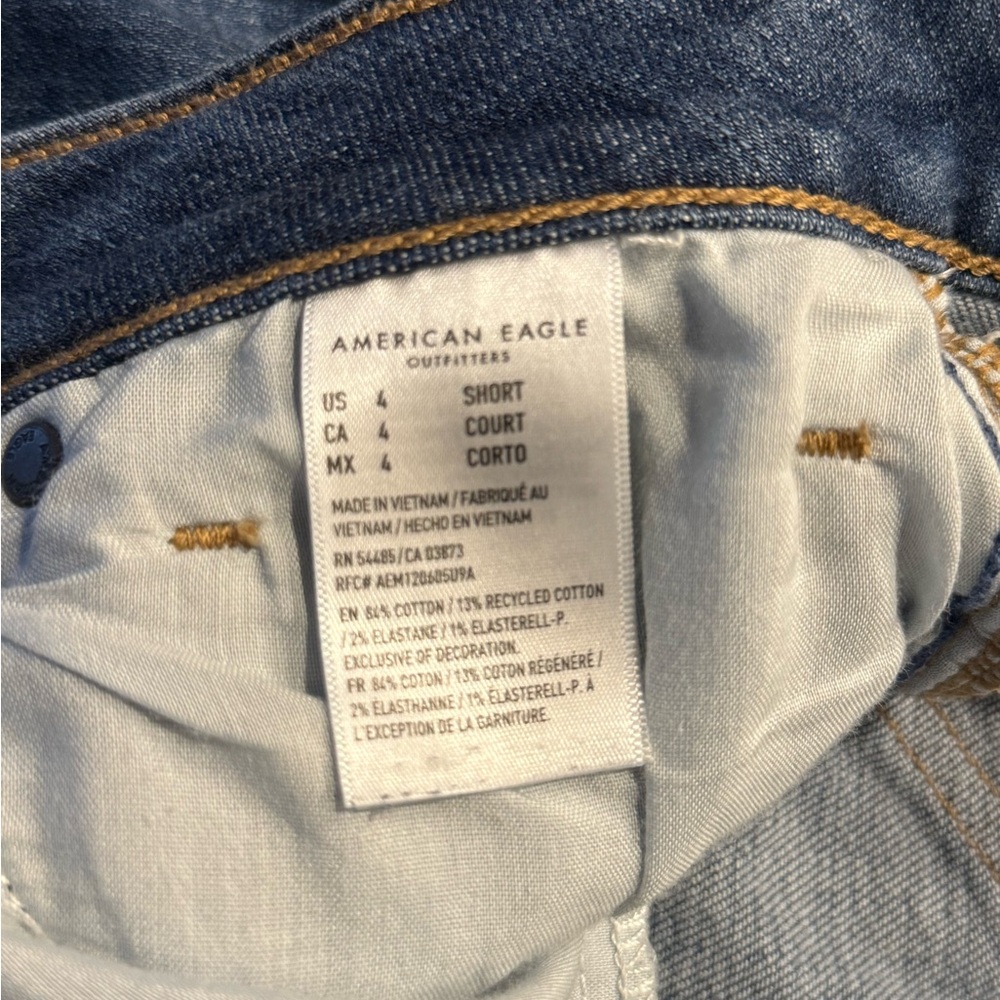 AMERICAN EAGLE
OUTFITTERS
US 4 SHORT
CA 4 COURT
MX 4 CORTO
MADE IN VIETNAM / FABRIQUÉ AU
VIETNAM / HECHO EN VIETNAM
RN 54485 / CA 03873
RFC# AEM120605U9A
EN 84% COTTON / 13% RECYCLED COTTON
/ 2% ELASTANE / 1% ELASTERELL-P.
EXCLUSIVE OF DECORATION.
FR 84% COTON / 13% COTON RÉGÉNÉRÉ /
2% ÉLASTHANNE / 1% ÉLASTERELL-P. À
L'EXCEPTION DE LA GARNITURE.